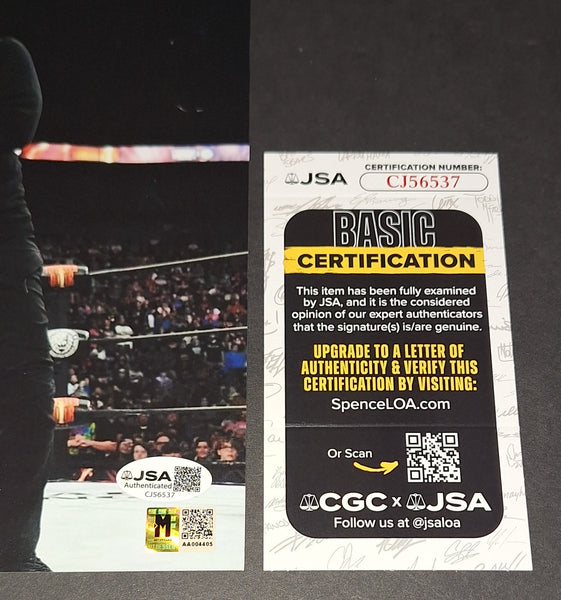 JSA
Authenticated
CJ56537
M
WITNESSED
AA004405
JSA
CERTIFICATION NUMBER:
CJ56537
BASIC
CERTIFICATION
This item has been fully examined
by JSA, and it is the considered
opinion of our expert authenticators
that the signature(s) is/are genuine.
UPGRADE TO A LETTER OF
AUTHENTICITY & VERIFY THIS
CERTIFICATION BY VISITING:
SpenceLOA.com
Or Scan
CGC x JSA
Follow us at @jsaloa